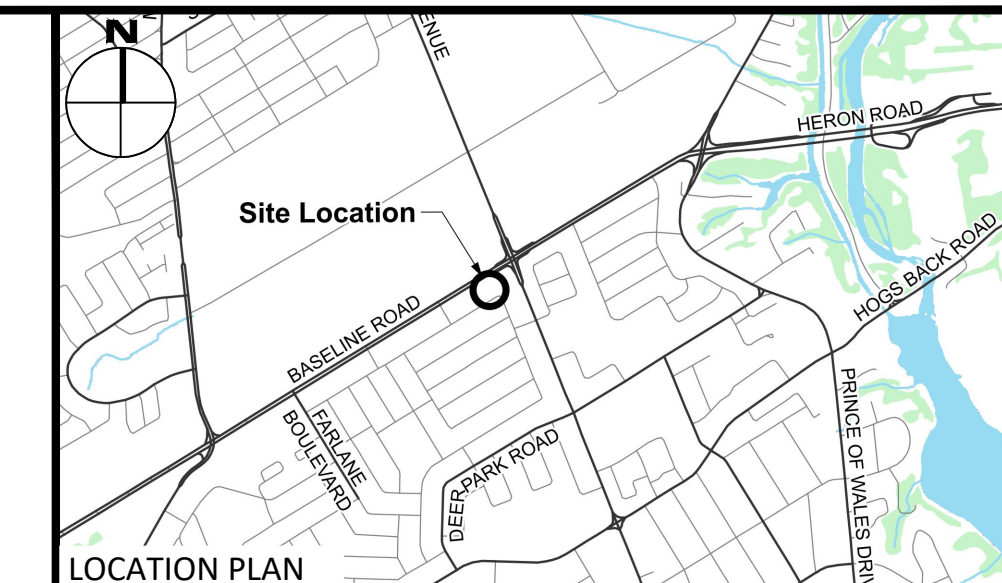 N
ENUE
HERON ROAD
Site Location
HOGS BACK ROAD
BASELINE ROAD
FARLANE
BOULEVARD
PRINCE OF WALES DRI
DEER PARK ROAD
LOCATION PLAN